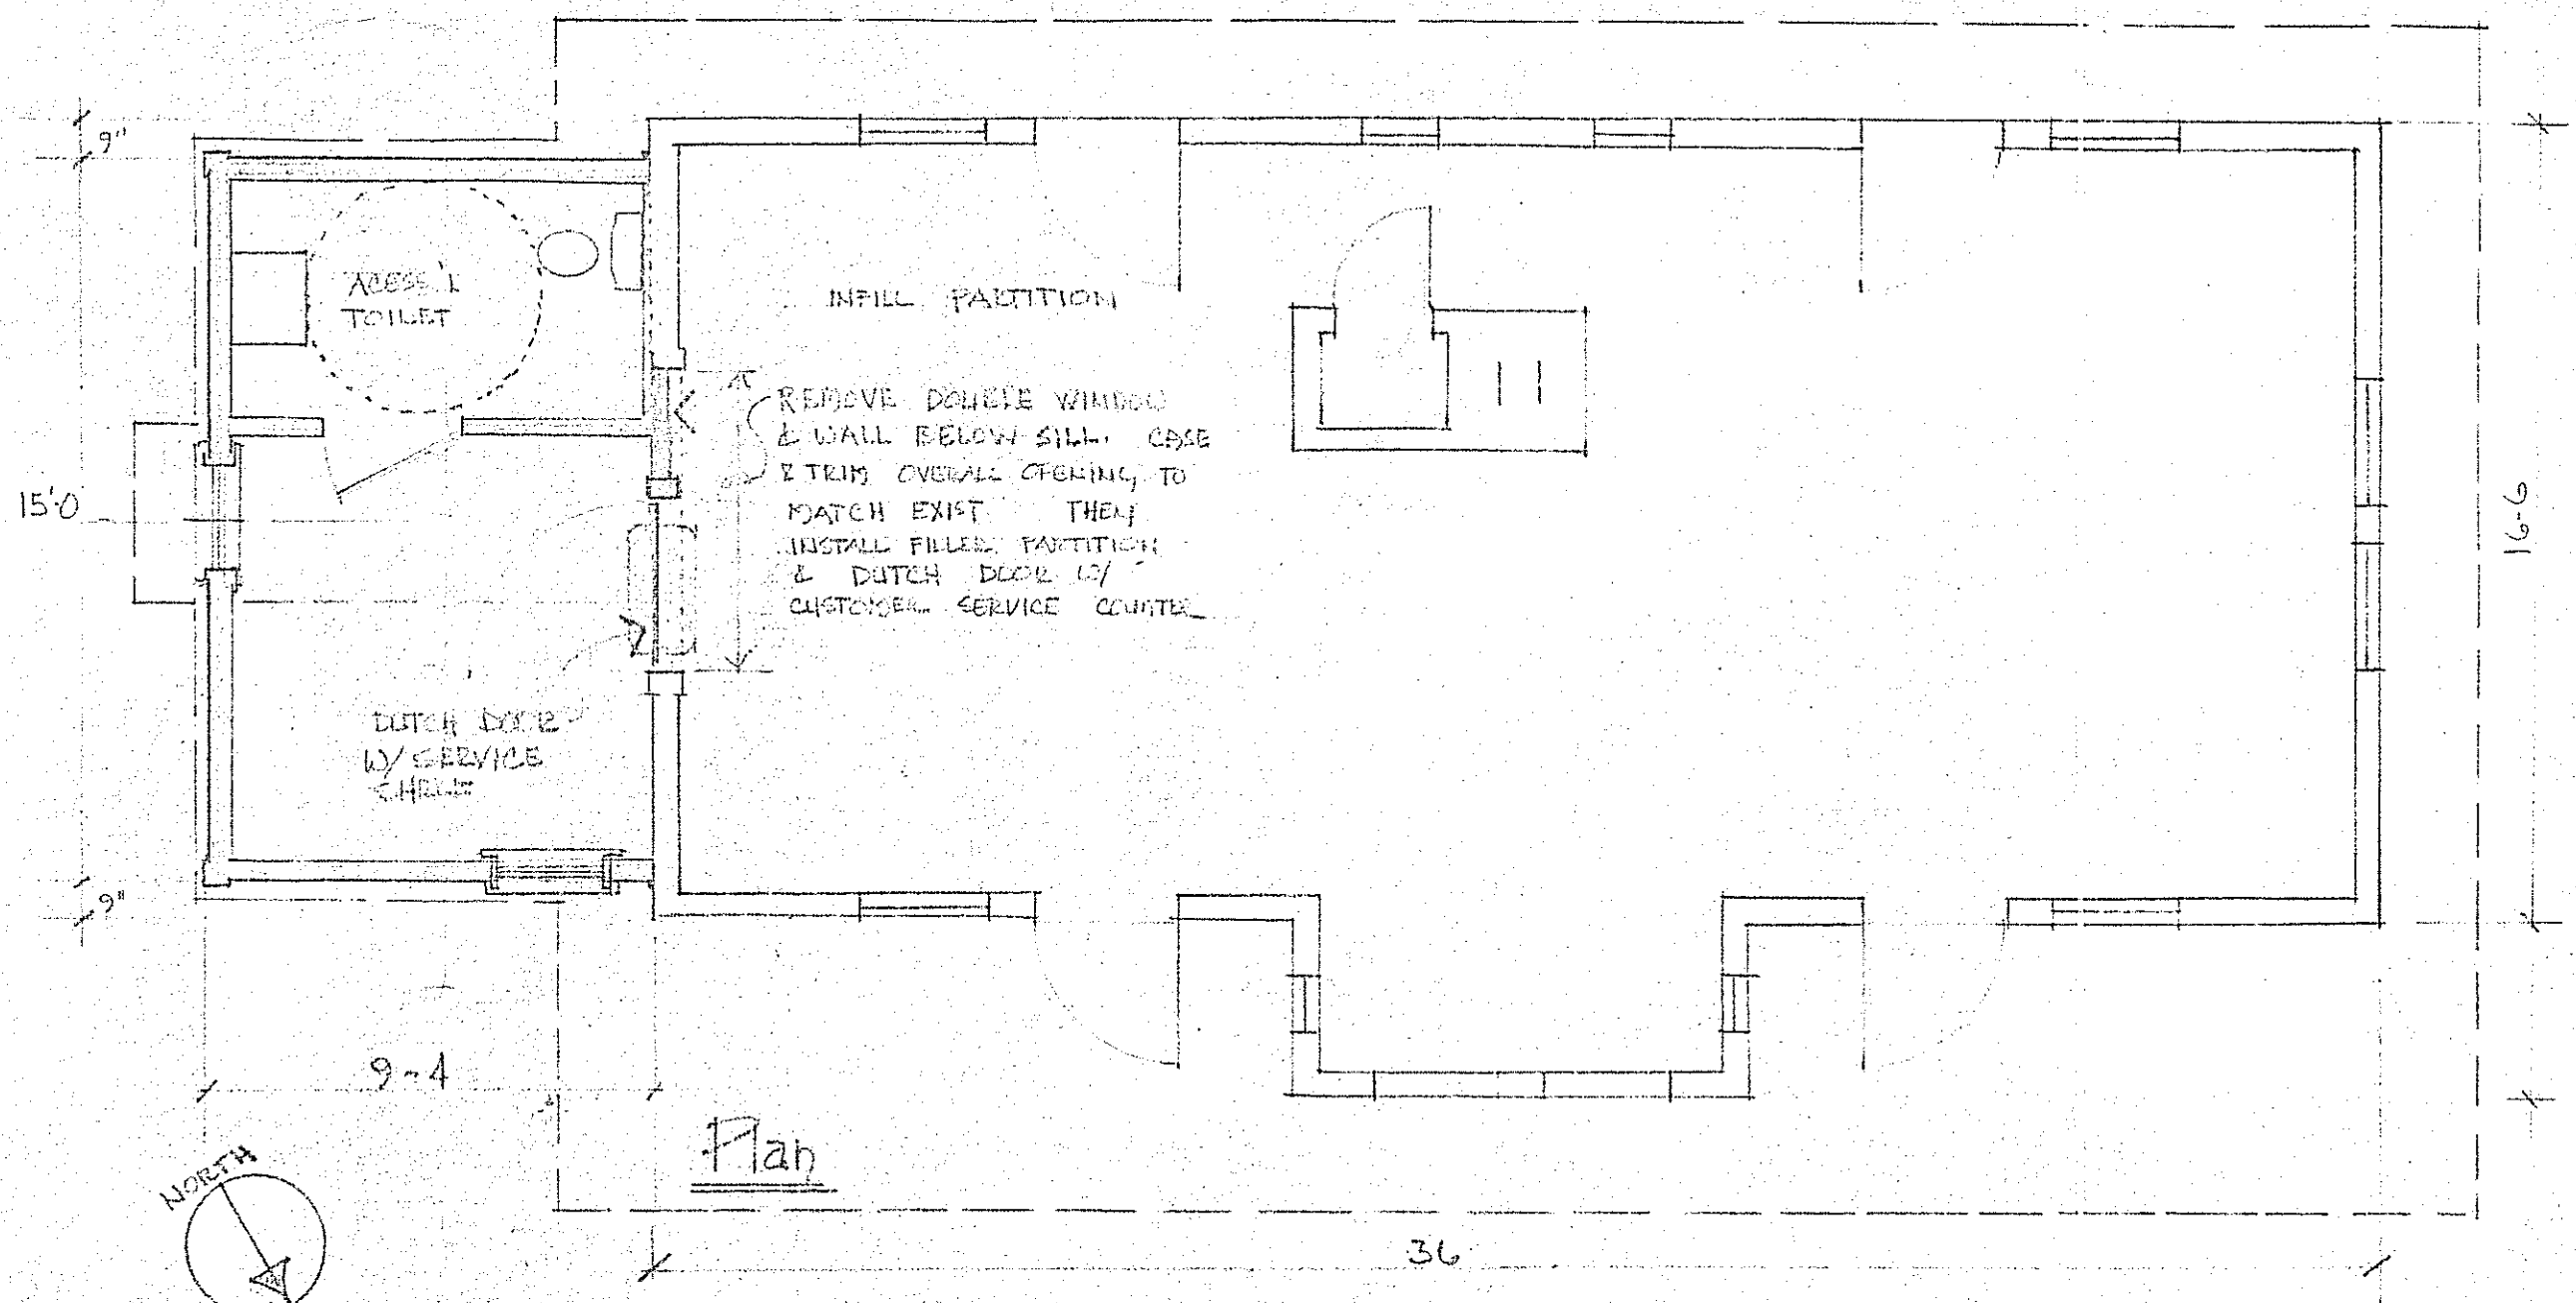 9"
ACESS'L
TOILET
INFILL PARTITION
REMOVE DOUBLE WINDOW
& WALL BELOW SILL. CASE
& TRIM OVERALL OPENING TO
MATCH EXIST THEN
INSTALL FILLER PARTITION
& DUTCH DOOR W/
CUSTOMER SERVICE COUNTER
15'-0
16-6
DUTCH DOOR
W/ SERVICE
SHELF
9"
9-4
Plan
NORTH
36